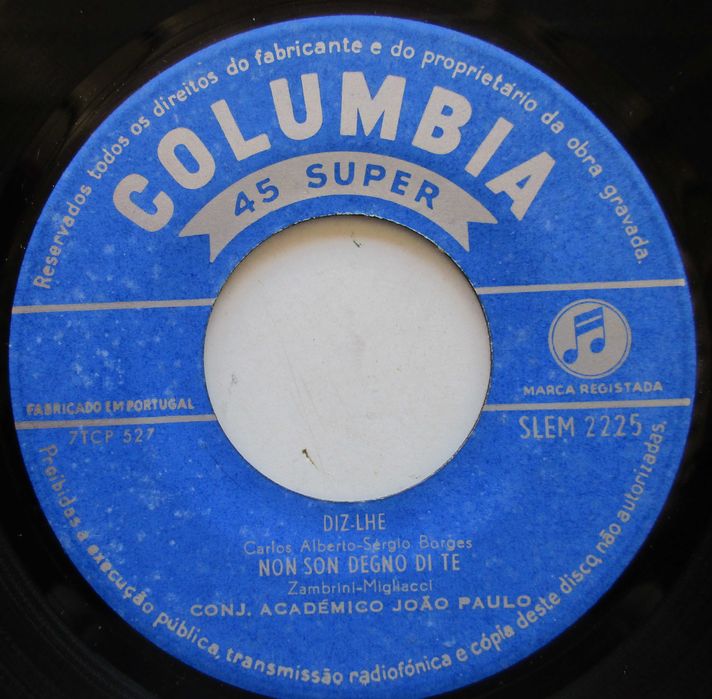 Reservados todos os direitos do fabricante e do proprietário da obra gravada.
COLUMBIA
45 SUPER
MARCA REGISTADA
FABRICADO EM PORTUGAL
7TCP 527
SLEM 2225
DIZ-LHE
Carlos Alberto-Sérgio Borges
NON SON DEGNO DI TE
Zambrini-Migliacci
CONJ. ACADÉMICO JOÃO PAULO
Proibidas a execução pública, transmissão radiofónica e cópia deste disco, não autorizadas.